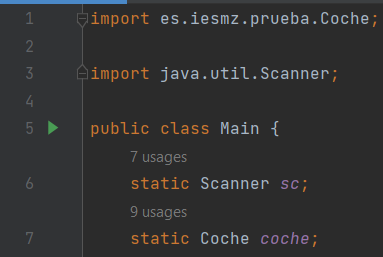 1 import es.iesmz.prueba.Coche;
2
3 import java.util.Scanner;
4
5 public class Main {
7 usages
6 static Scanner sc;
9 usages
7 static Coche coche;